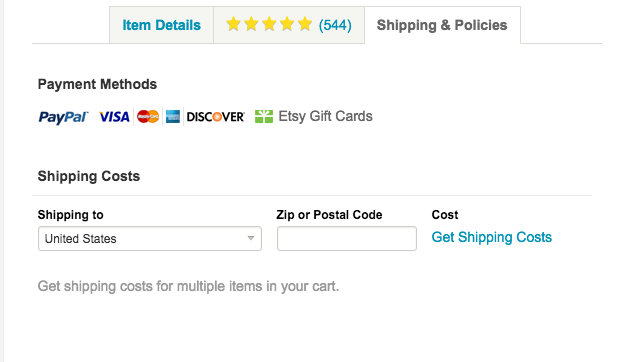 Item Details (544) Shipping & Policies
Payment Methods
PayPal VISA MasterCard DISCOVER Etsy Gift Cards
Shipping Costs
Shipping to Zip or Postal Code Cost
United States Get Shipping Costs
Get shipping costs for multiple items in your cart.